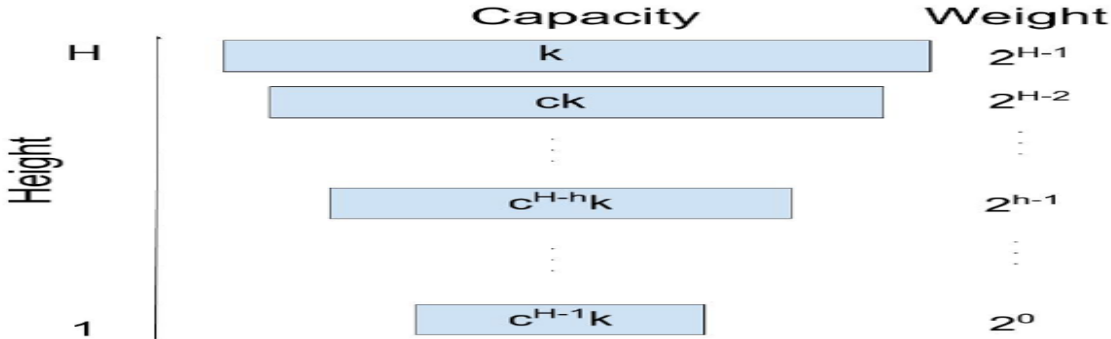 Capacity Weight
H k 2^H-1
ck 2^H-2
Height
c^H-h k 2^h-1
1 c^H-1 k 2^0